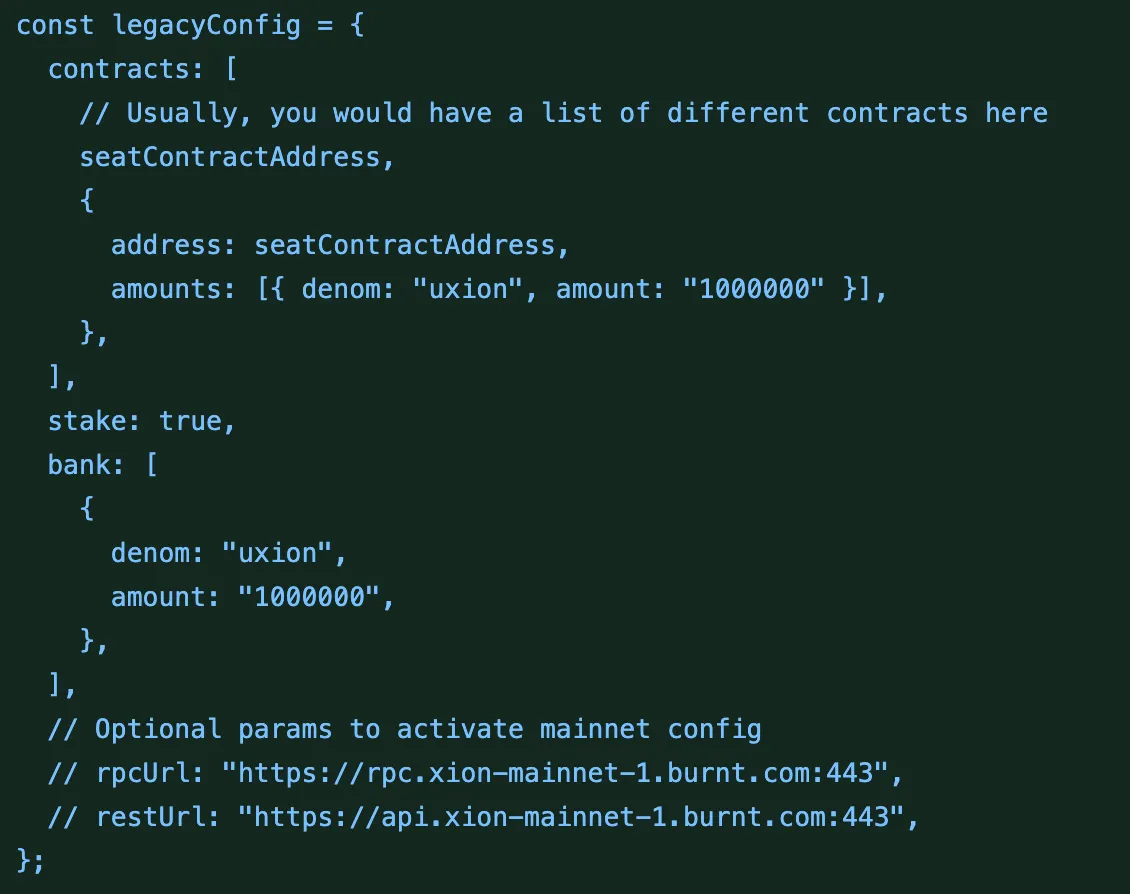 const legacyConfig = {
  contracts: [
    // Usually, you would have a list of different contracts here
    seatContractAddress,
    {
      address: seatContractAddress,
      amounts: [{ denom: "uxion", amount: "1000000" }],
    },
  ],
  stake: true,
  bank: [
    {
      denom: "uxion",
      amount: "1000000",
    },
  ],
  // Optional params to activate mainnet config
  // rpcUrl: "https://rpc.xion-mainnet-1.burnt.com:443",
  // restUrl: "https://api.xion-mainnet-1.burnt.com:443",
};